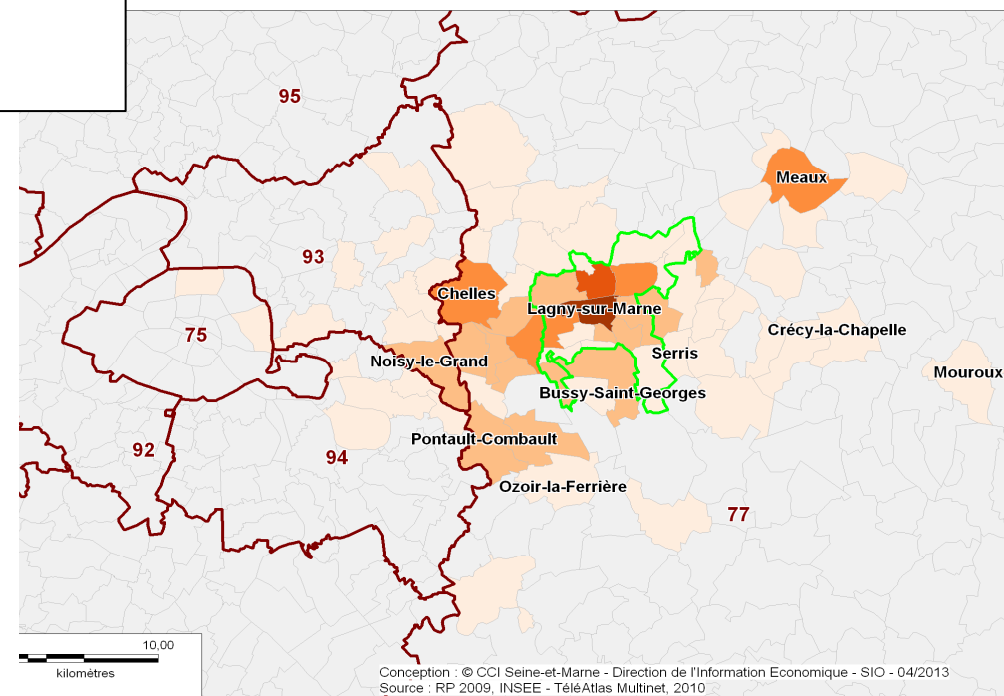 95
Meaux
93
Chelles
Lagny-sur-Marne
75
Crécy-la-Chapelle
Noisy-le-Grand
Serris
Mouroux
Bussy-Saint-Georges
Pontault-Combault
92
94
Ozoir-la-Ferrière
77
10,00
kilomètres
Conception : © CCI Seine-et-Marne - Direction de l'Information Economique - SIO - 04/2013
Source : RP 2009, INSEE - TéléAtlas Multinet, 2010